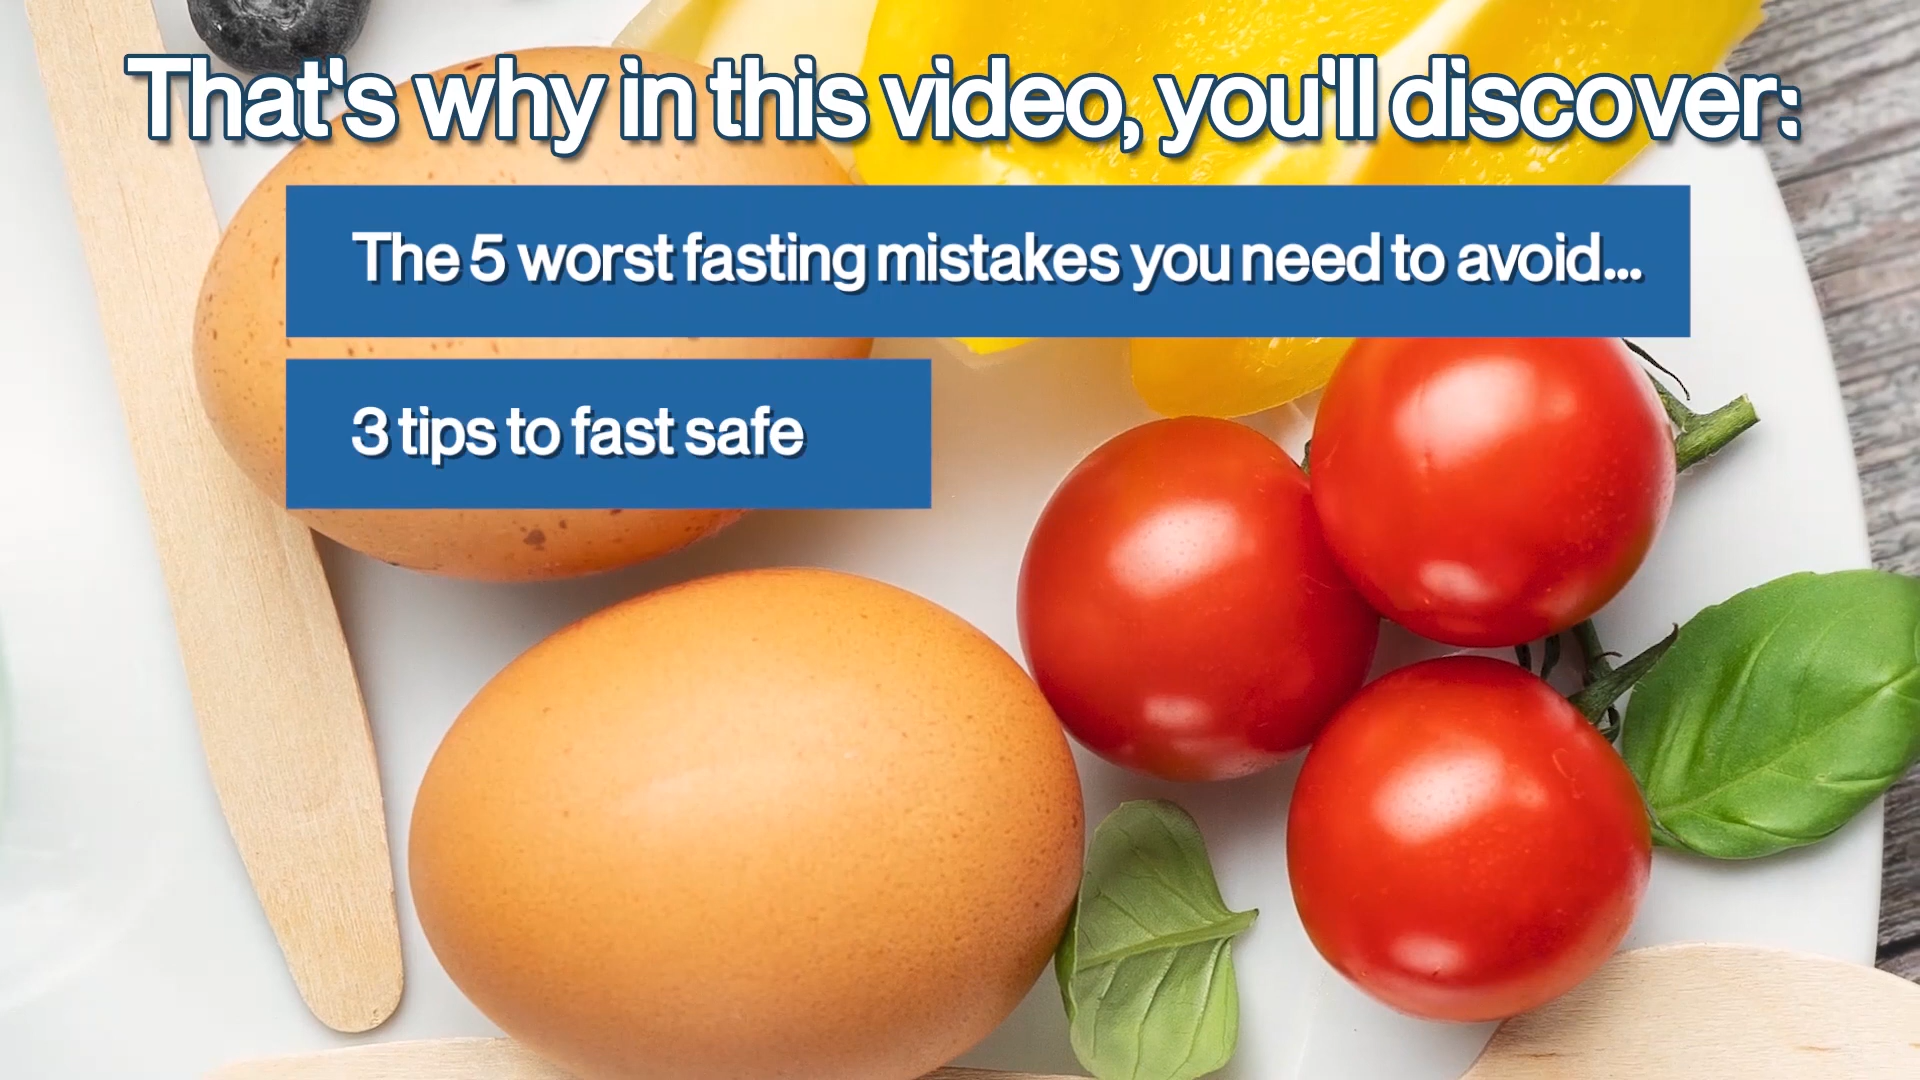 That's why in this video, you'll discover:
The 5 worst fasting mistakes you need to avoid...
3 tips to fast safe